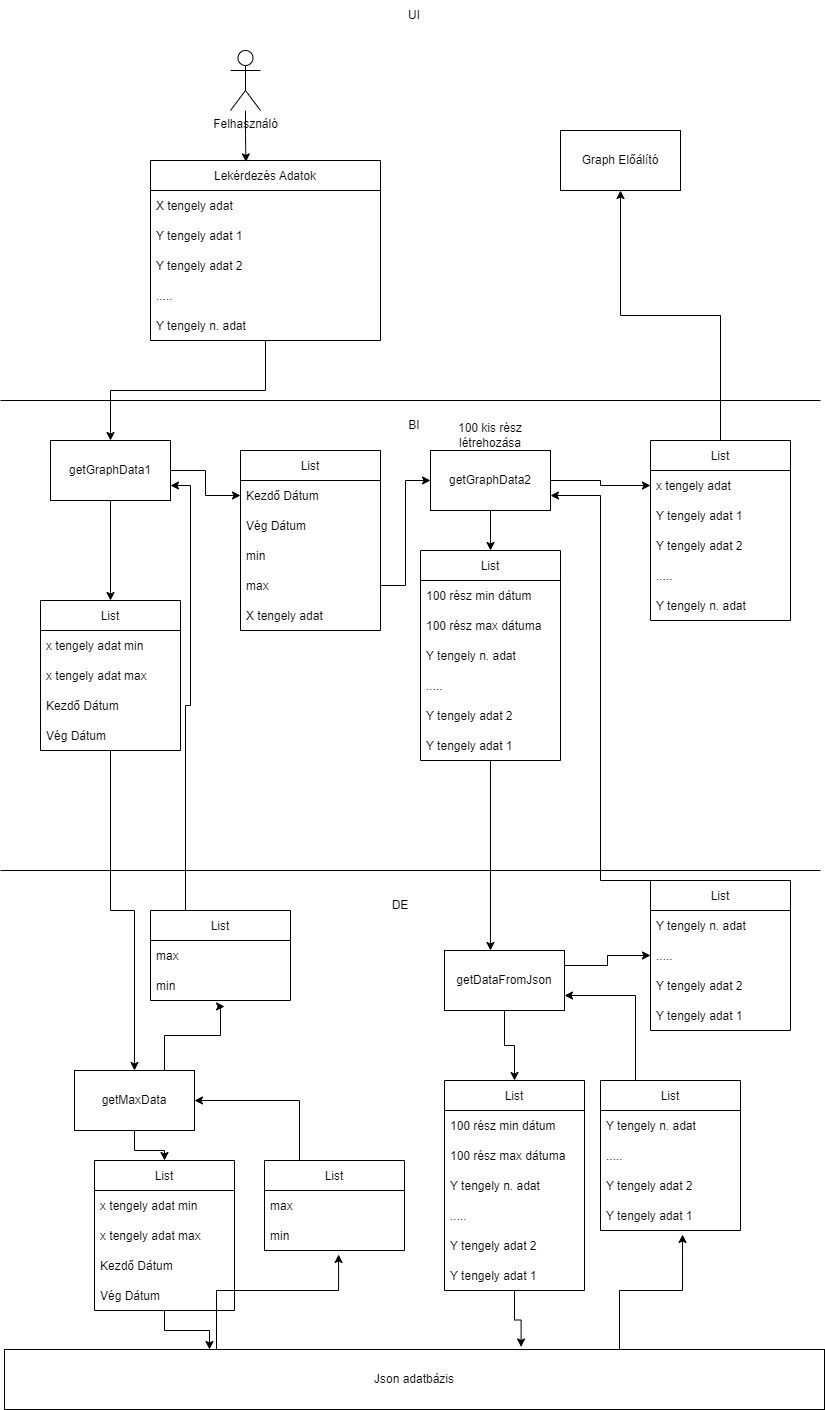 UI
Felhasználó
Lekérdezés Adatok
X tengely adat
Y tengely adat 1
Y tengely adat 2
.....
Y tengely n. adat
Graph Előálító
BI
getGraphData1
List
Kezdő Dátum
Vég Dátum
min
max
X tengely adat
100 kis rész
létrehozása
getGraphData2
List
x tengely adat
Y tengely adat 1
Y tengely adat 2
.....
Y tengely n. adat
List
x tengely adat min
x tengely adat max
Kezdő Dátum
Vég Dátum
List
100 rész min dátum
100 rész max dátuma
Y tengely n. adat
.....
Y tengely adat 2
Y tengely adat 1
DE
List
max
min
getDataFromJson
List
Y tengely n. adat
.....
Y tengely adat 2
Y tengely adat 1
getMaxData
List
x tengely adat min
x tengely adat max
Kezdő Dátum
Vég Dátum
List
max
min
List
100 rész min dátum
100 rész max dátuma
Y tengely n. adat
.....
Y tengely adat 2
Y tengely adat 1
List
Y tengely n. adat
.....
Y tengely adat 2
Y tengely adat 1
Json adatbázis